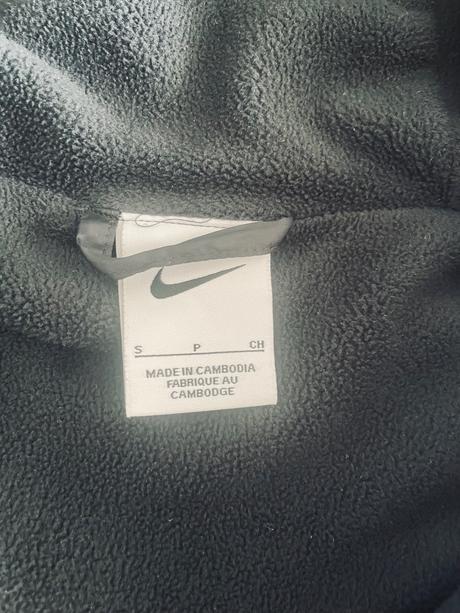 S P CH
MADE IN CAMBODIA
FABRIQUE AU
CAMBODGE